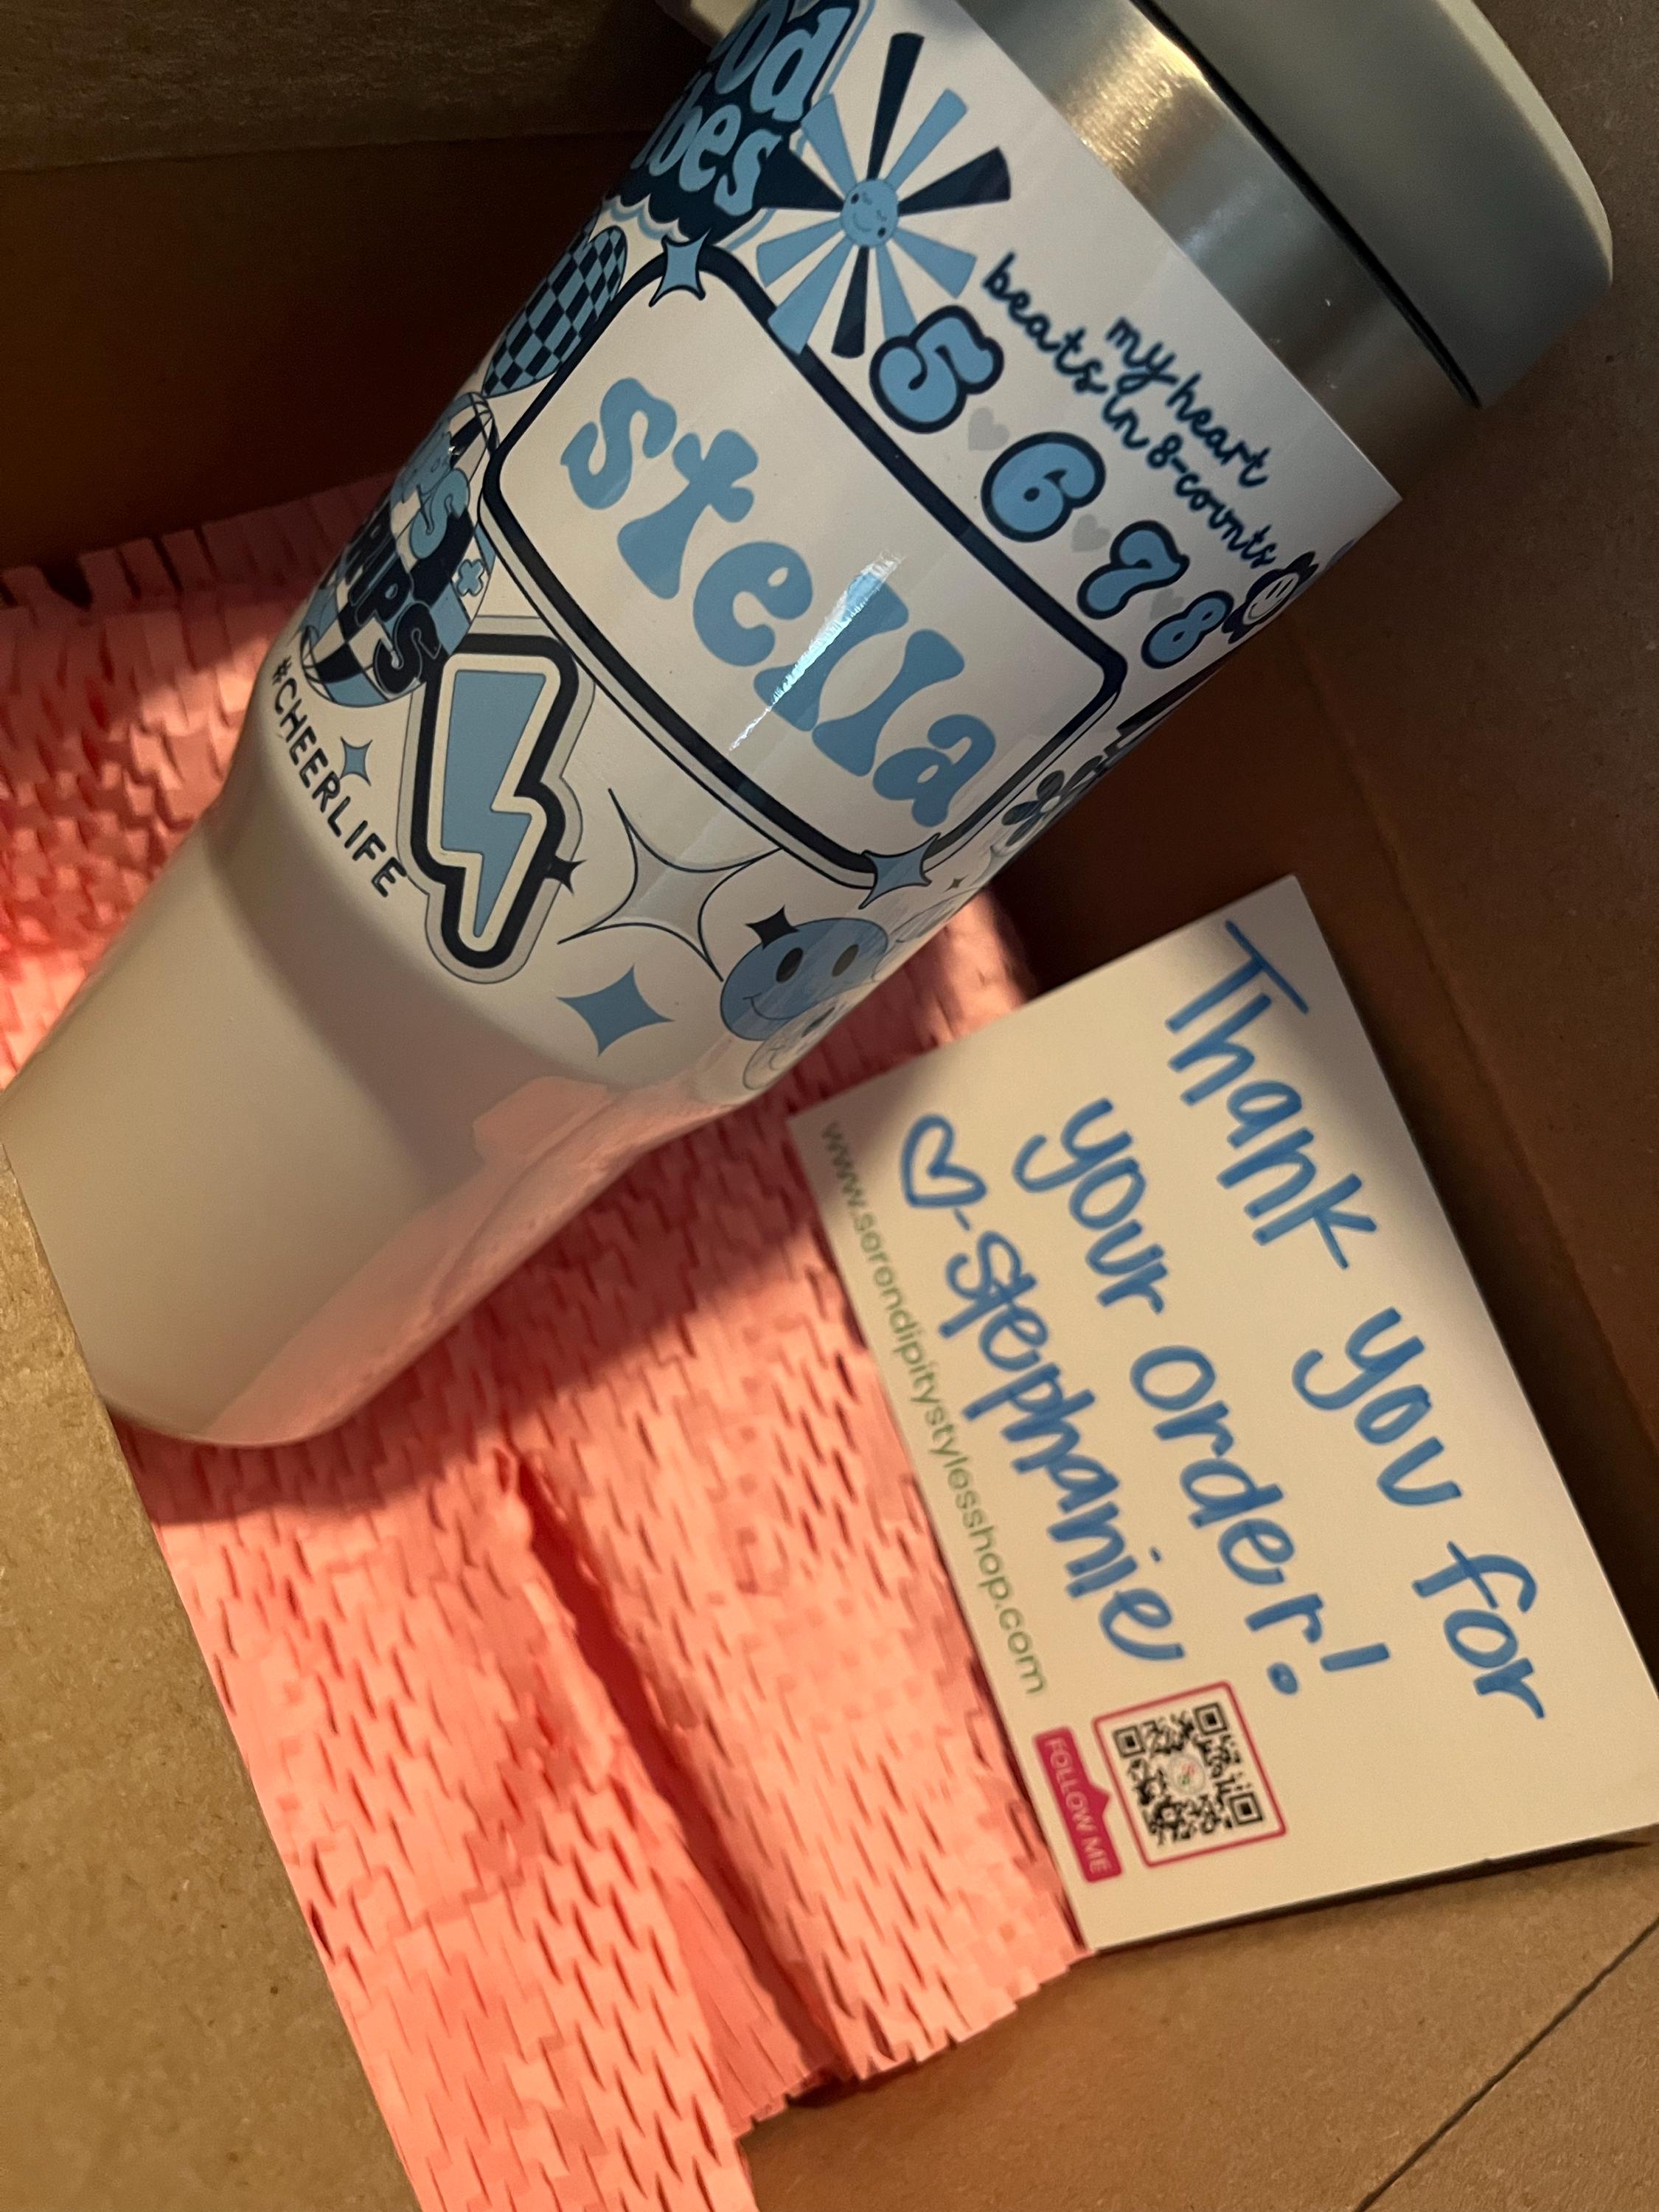 my heart
beats in 8-counts
5 6 7 8
stella
#CHEERLIFE
Thank you for
your order!
-Stephanie
www.serendipitystylesshop.com
FOLLOW ME